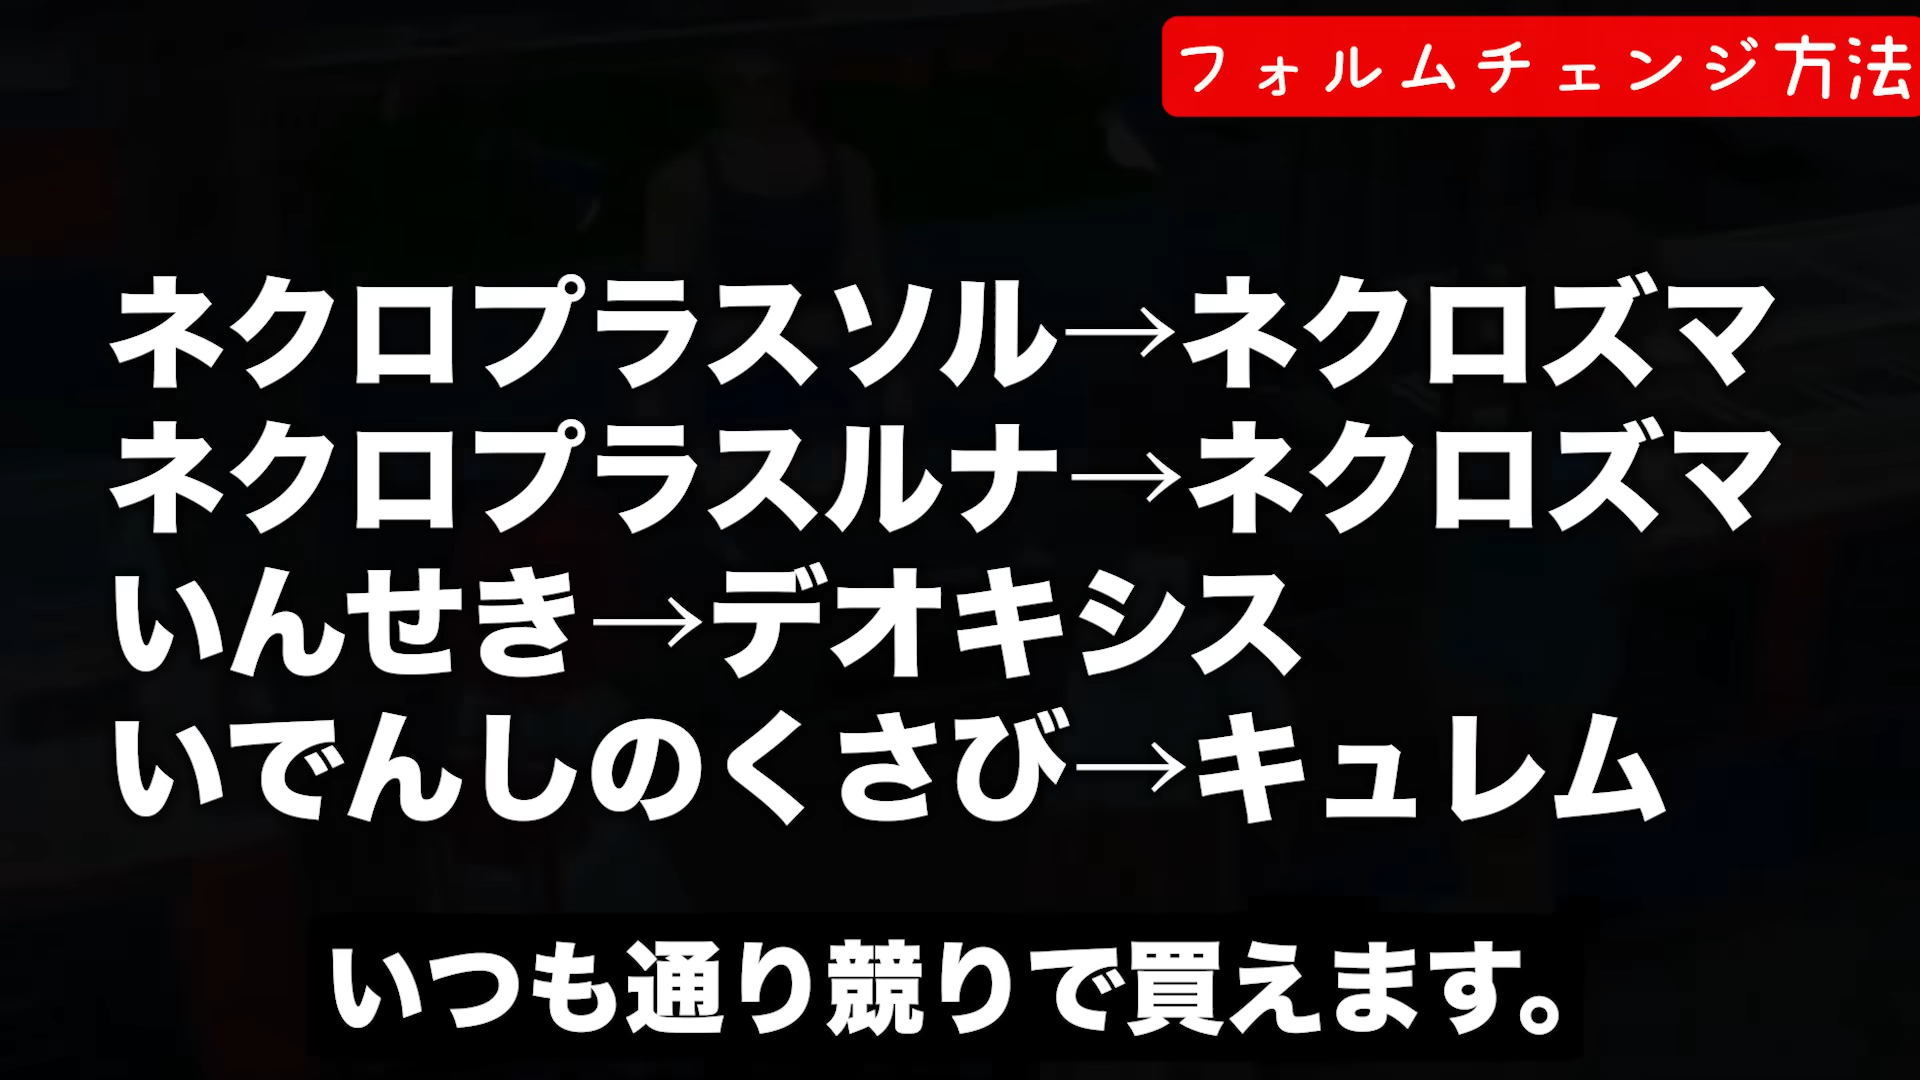 フォルムチェンジ方法
ネクロプラスソル→ネクロズマ
ネクロプラスルナ→ネクロズマ
いんせき→デオキシス
いでんしのくさび→キュレム
いつも通り競りで買えます。